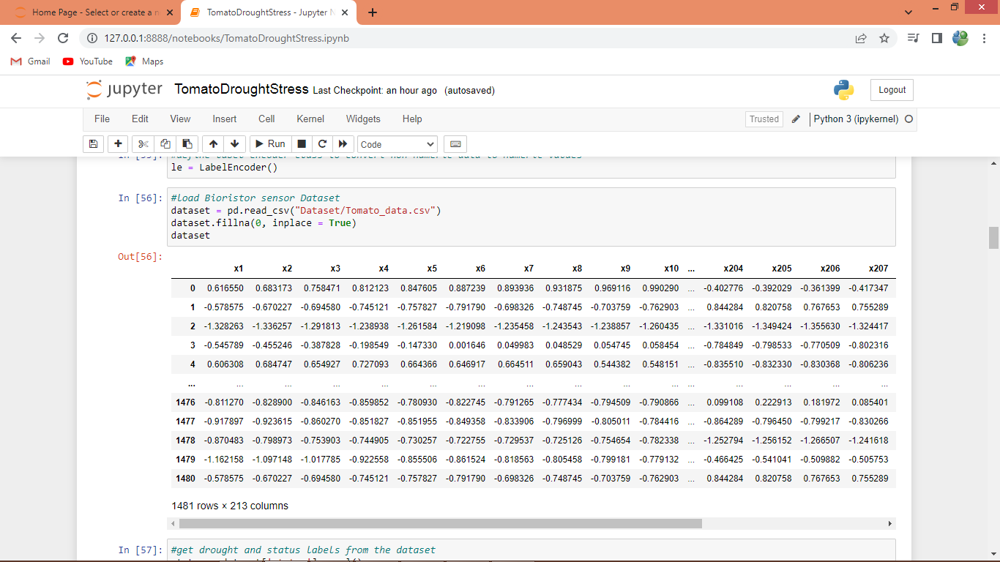 Home Page - Select or create a n
TomatoDroughtStress - Jupyter N
127.0.0.1:8888/notebooks/TomatoDroughtStress.ipynb
Gmail YouTube Maps
jupyter TomatoDroughtStress Last Checkpoint: an hour ago (autosaved)
Logout
File Edit View Insert Cell Kernel Widgets Help
Trusted Python 3 (ipykernel)
Run Code
In [55]: #define label encoder class to convert non-numeric data to numeric values
le = LabelEncoder()
In [56]: #load Bioristor sensor Dataset
dataset = pd.read_csv("Dataset/Tomato_data.csv")
dataset.fillna(0, inplace = True)
dataset
Out[56]:
x1 x2 x3 x4 x5 x6 x7 x8 x9 x10 ... x204 x205 x206 x207
0 0.616550 0.683173 0.758471 0.812123 0.847605 0.887239 0.893936 0.931875 0.969116 0.990290 ... -0.402776 -0.392029 -0.361399 -0.417347
1 -0.578575 -0.670227 -0.694580 -0.745121 -0.757827 -0.791790 -0.698326 -0.748745 -0.703759 -0.762903 ... 0.844284 0.820758 0.767653 0.755289
2 -1.328263 -1.336257 -1.291813 -1.238938 -1.261584 -1.219098 -1.235458 -1.243543 -1.238857 -1.260435 ... -1.331016 -1.349424 -1.355630 -1.324417
3 -0.545789 -0.455246 -0.387828 -0.198549 -0.147330 0.001646 0.049983 0.048529 0.054745 0.058454 ... -0.784849 -0.798533 -0.770509 -0.802316
4 0.606308 0.684747 0.654927 0.727093 0.664366 0.646917 0.664511 0.659043 0.544382 0.548151 ... -0.835510 -0.832330 -0.830368 -0.806236
... ... ... ... ... ... ... ... ... ... ... ... ... ... ... ...
1476 -0.811270 -0.828900 -0.846163 -0.859852 -0.780930 -0.822745 -0.791265 -0.777434 -0.794509 -0.790866 ... 0.099108 0.222913 0.181972 0.085401
1477 -0.917897 -0.923615 -0.860270 -0.851827 -0.851955 -0.849358 -0.833906 -0.796999 -0.805011 -0.784416 ... -0.864289 -0.796450 -0.799217 -0.830266
1478 -0.870483 -0.798973 -0.753903 -0.744905 -0.730257 -0.722755 -0.729537 -0.725126 -0.754654 -0.782338 ... -1.252794 -1.256152 -1.266507 -1.241618
1479 -1.162158 -1.097148 -1.017785 -0.922558 -0.855506 -0.861524 -0.818563 -0.805458 -0.799181 -0.779132 ... -0.466425 -0.541041 -0.509882 -0.505753
1480 -0.578575 -0.670227 -0.694580 -0.745121 -0.757827 -0.791790 -0.698326 -0.748745 -0.703759 -0.762903 ... 0.844284 0.820758 0.767653 0.755289
1481 rows × 213 columns
In [57]: #get drought and status labels from the dataset